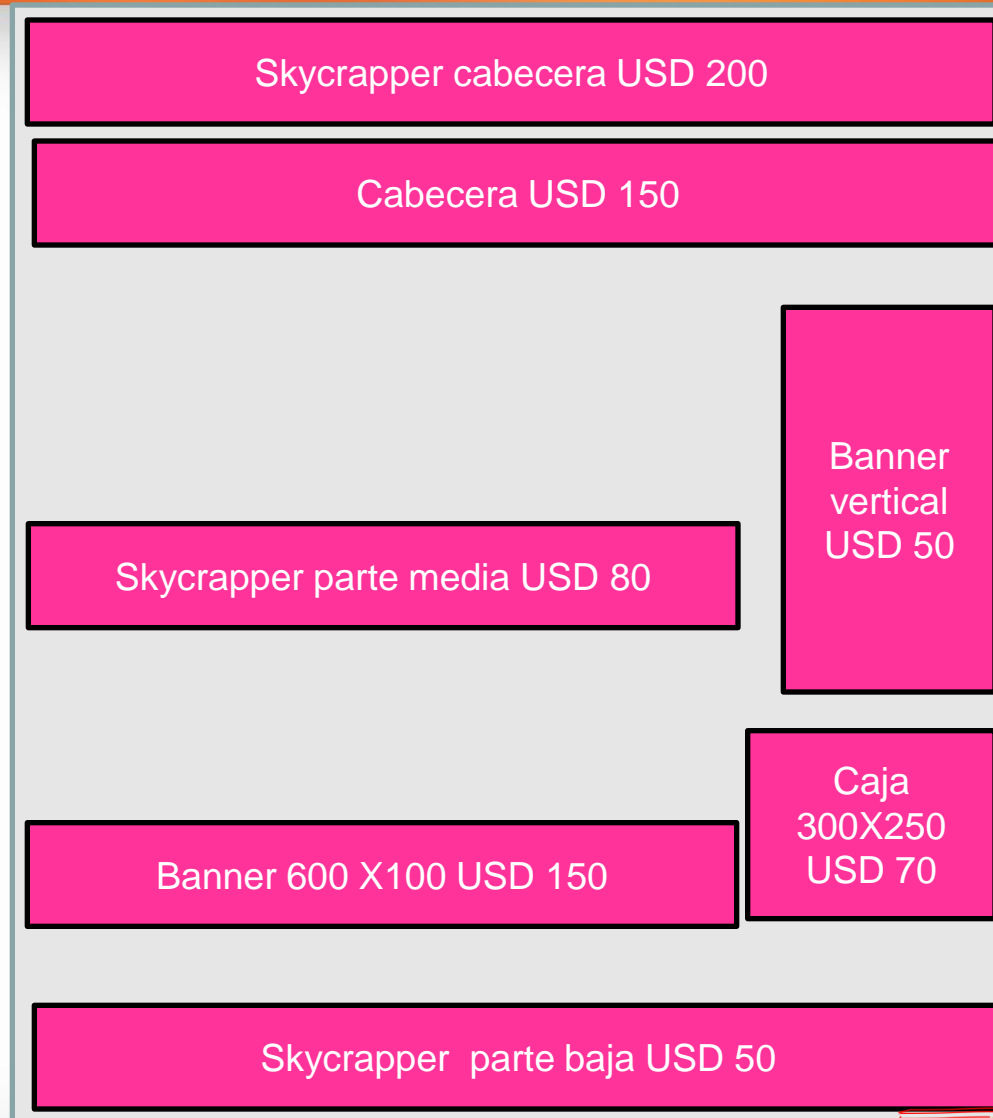 Skycrapper cabecera USD 200
Cabecera USD 150
Banner
vertical
USD 50
Skycrapper parte media USD 80
Caja
300X250
USD 70
Banner 600 X100 USD 150
Skycrapper  parte baja USD 50